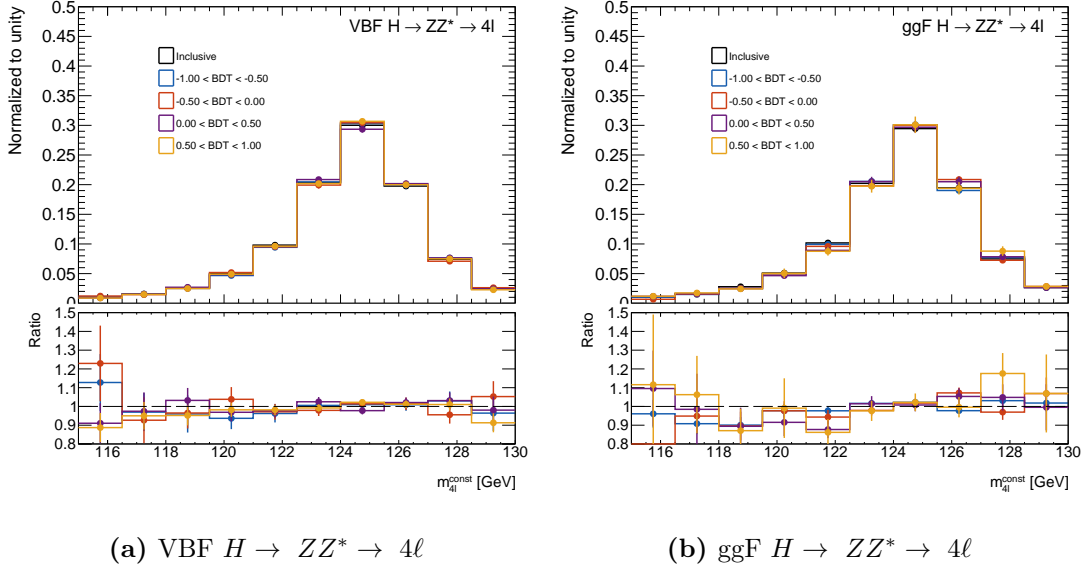 Normalized to unity
0.5
0.45
0.4
0.35
0.3
0.25
0.2
0.15
0.1
0.05
0
VBF H → ZZ* → 4l
Inclusive
-1.00 < BDT < -0.50
-0.50 < BDT < 0.00
0.00 < BDT < 0.50
0.50 < BDT < 1.00
Ratio
1.5
1.4
1.3
1.2
1.1
1
0.9
0.8
116 118 120 122 124 126 128 130
m_{4l}^{const} [GeV]
(a) VBF H → ZZ* → 4ℓ
Normalized to unity
0.5
0.45
0.4
0.35
0.3
0.25
0.2
0.15
0.1
0.05
0
ggF H → ZZ* → 4l
Inclusive
-1.00 < BDT < -0.50
-0.50 < BDT < 0.00
0.00 < BDT < 0.50
0.50 < BDT < 1.00
Ratio
1.5
1.4
1.3
1.2
1.1
1
0.9
0.8
116 118 120 122 124 126 128 130
m_{4l}^{const} [GeV]
(b) ggF H → ZZ* → 4ℓ